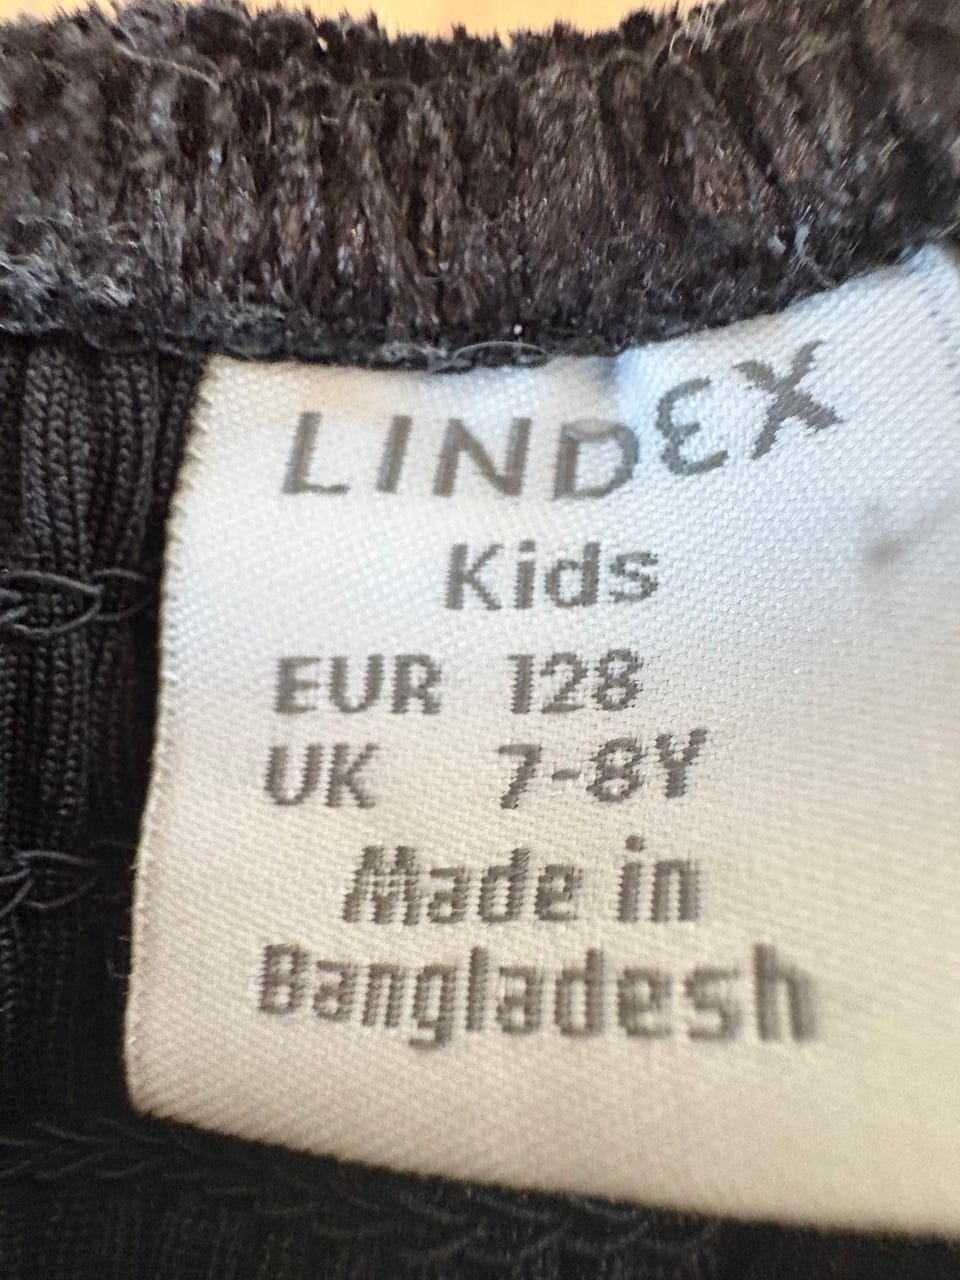 LINDEX
Kids
EUR 128
UK 7-8Y
Made in
Bangladesh